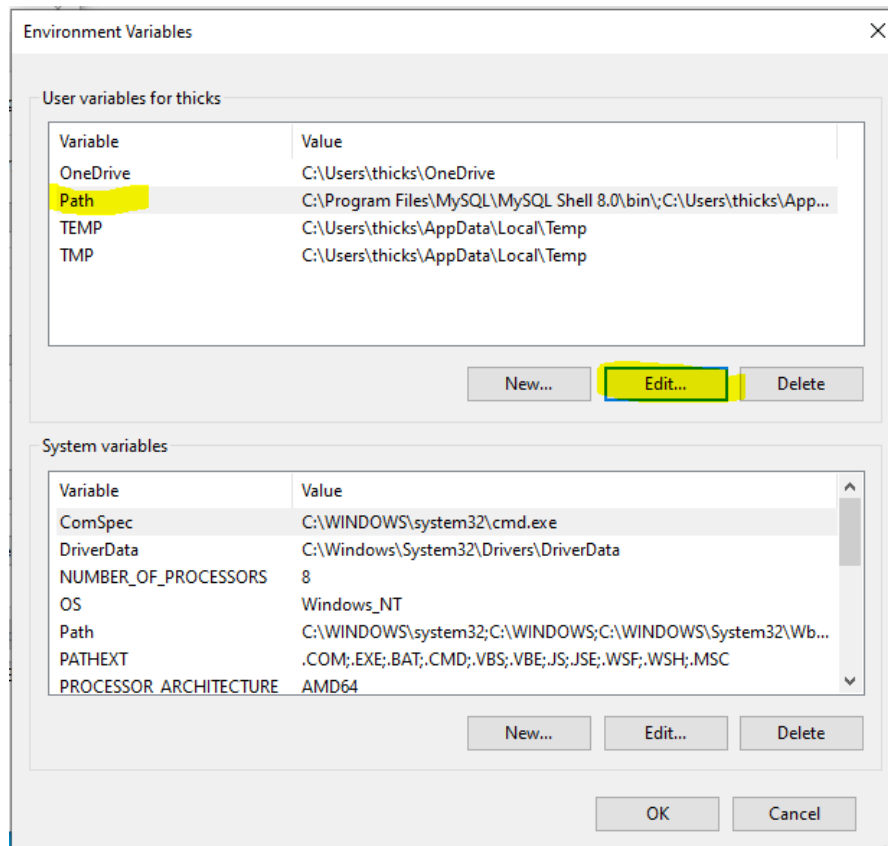 Environment Variables
User variables for thicks
Variable Value
OneDrive C:\Users\thicks\OneDrive
Path C:\Program Files\MySQL\MySQL Shell 8.0\bin\;C:\Users\thicks\App...
TEMP C:\Users\thicks\AppData\Local\Temp
TMP C:\Users\thicks\AppData\Local\Temp
New... Edit... Delete
System variables
Variable Value
ComSpec C:\WINDOWS\system32\cmd.exe
DriverData C:\Windows\System32\Drivers\DriverData
NUMBER_OF_PROCESSORS 8
OS Windows_NT
Path C:\WINDOWS\system32;C:\WINDOWS;C:\WINDOWS\System32\Wb...
PATHEXT .COM;.EXE;.BAT;.CMD;.VBS;.VBE;.JS;.JSE;.WSF;.WSH;.MSC
PROCESSOR_ARCHITECTURE AMD64
New... Edit... Delete
OK Cancel